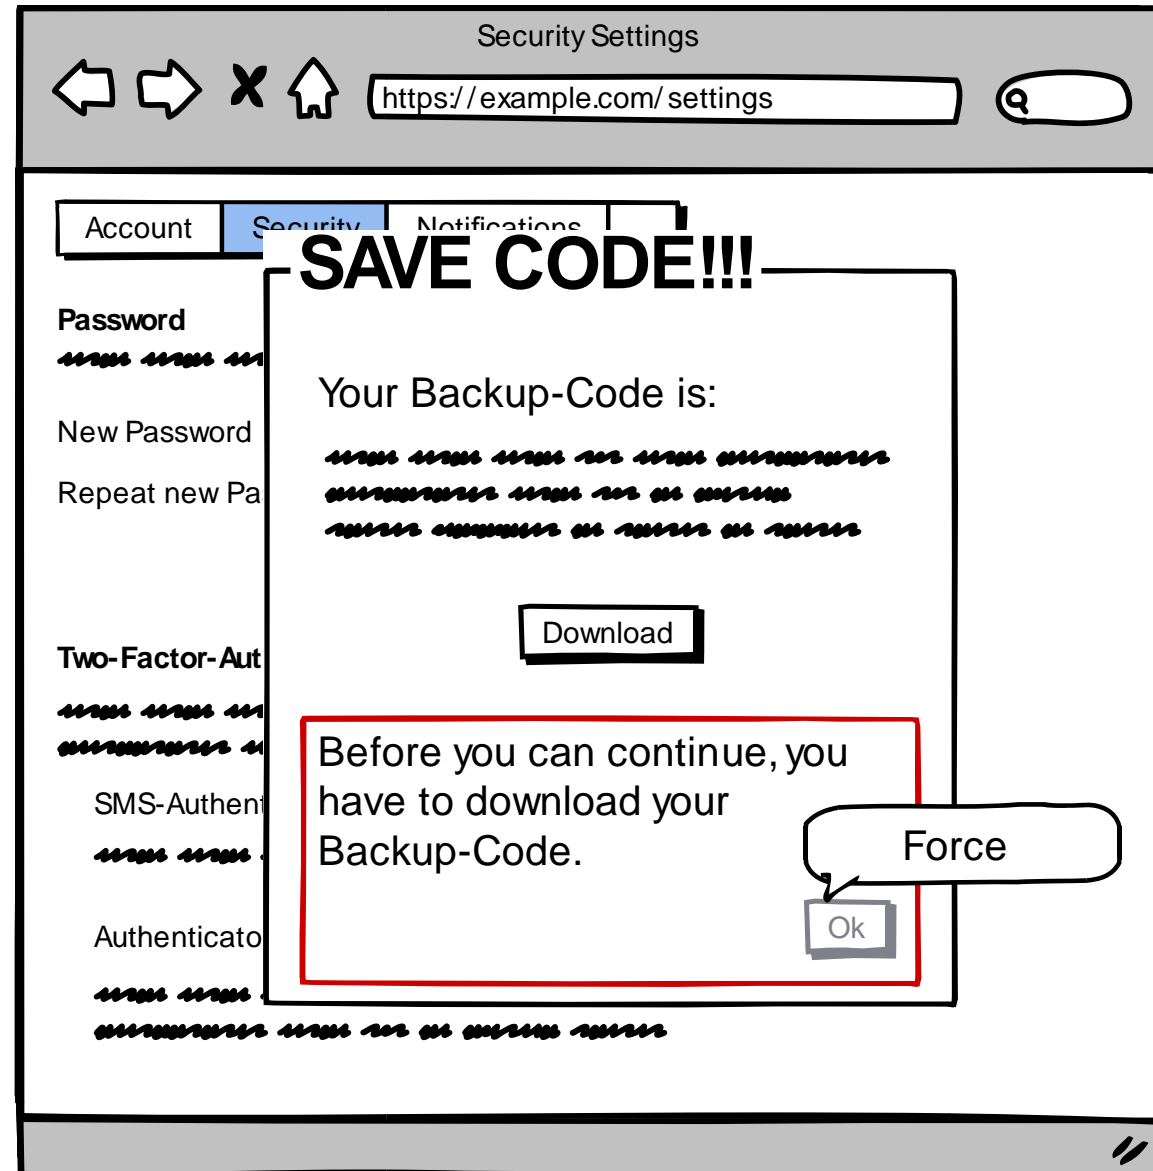 Security Settings
https://example.com/settings
Account Security Notifications
SAVE CODE!!!
Password
Your Backup-Code is:
New Password
Repeat new Pa
Download
Two-Factor-Aut
Before you can continue, you
have to download your
Backup-Code.
SMS-Authent
Force
Ok
Authenticato